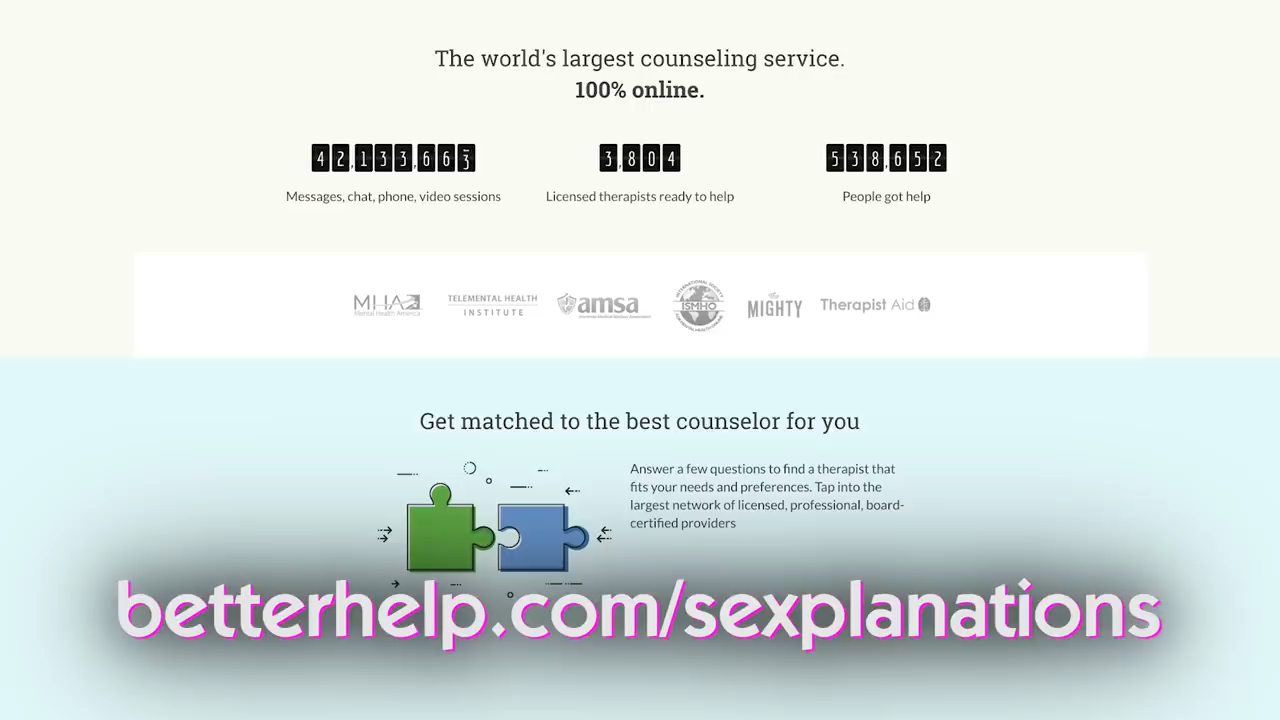 The world's largest counseling service.
100% online.
42,133,663 3,804 538,652
Messages, chat, phone, video sessions Licensed therapists ready to help People got help
MHA
Mental Health America
TELEMENTAL HEALTH
INSTITUTE
amsa
ISMHO
The
MIGHTY
Therapist Aid
Get matched to the best counselor for you
Answer a few questions to find a therapist that
fits your needs and preferences. Tap into the
largest network of licensed, professional, board-
certified providers
betterhelp.com/sexplanations